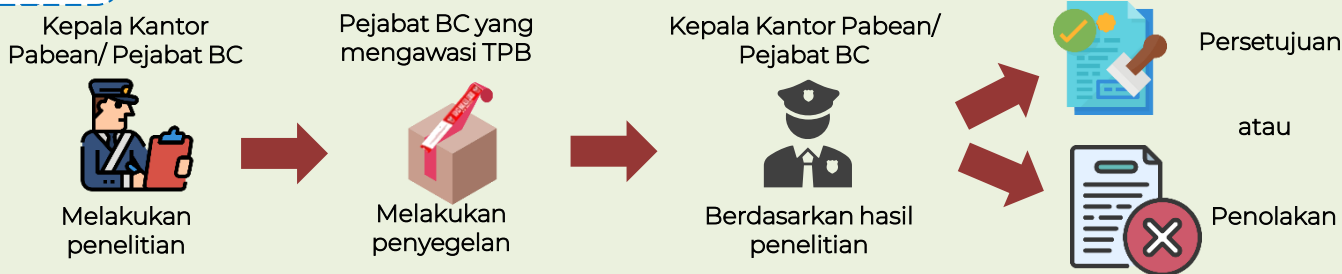 Kepala Kantor
Pabean/ Pejabat BC
Melakukan
penelitian
Pejabat BC yang
mengawasi TPB
Melakukan
penyegelan
Kepala Kantor Pabean/
Pejabat BC
Berdasarkan hasil
penelitian
Persetujuan
atau
Penolakan